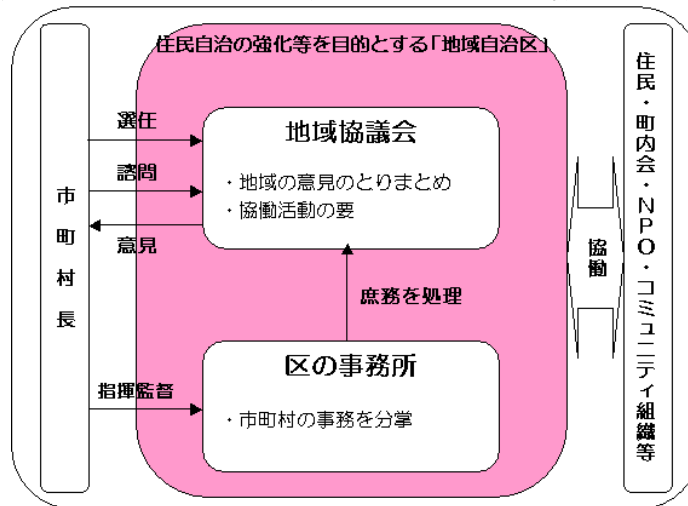 住民自治の強化等を目的とする「地域自治区」
市町村長
選任
諮問
意見
指揮監督
地域協議会
・地域の意見のとりまとめ
・協働活動の要
庶務を処理
区の事務所
・市町村の事務を分掌
協働
住民・町内会・NPO・コミュニティ組織等